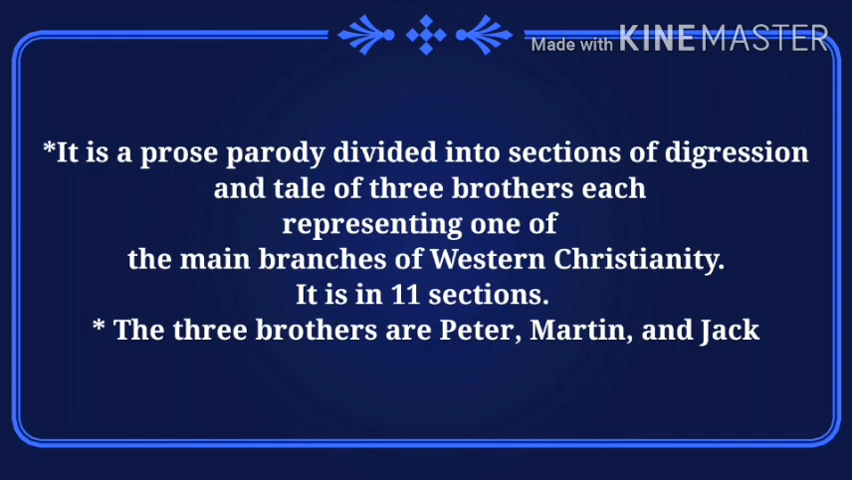 Made with KINEMASTER
*It is a prose parody divided into sections of digression
and tale of three brothers each
representing one of
the main branches of Western Christianity.
It is in 11 sections.
* The three brothers are Peter, Martin, and Jack